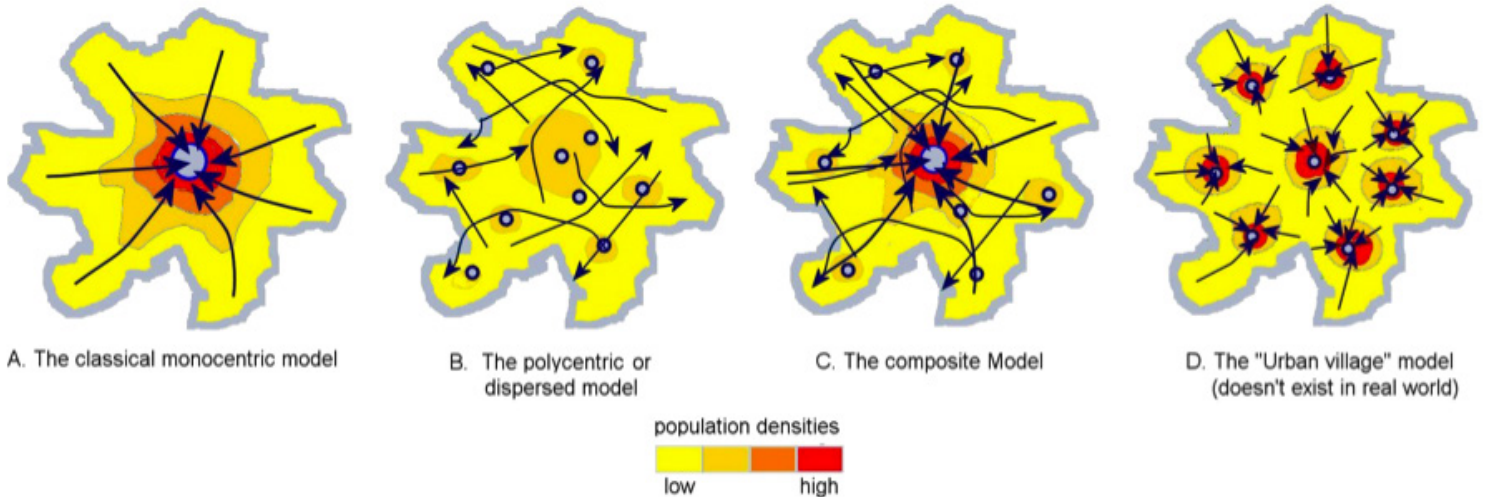 A. The classical monocentric model
B. The polycentric or
dispersed model
C. The composite Model
D. The "Urban village" model
(doesn't exist in real world)
population densities
low
high